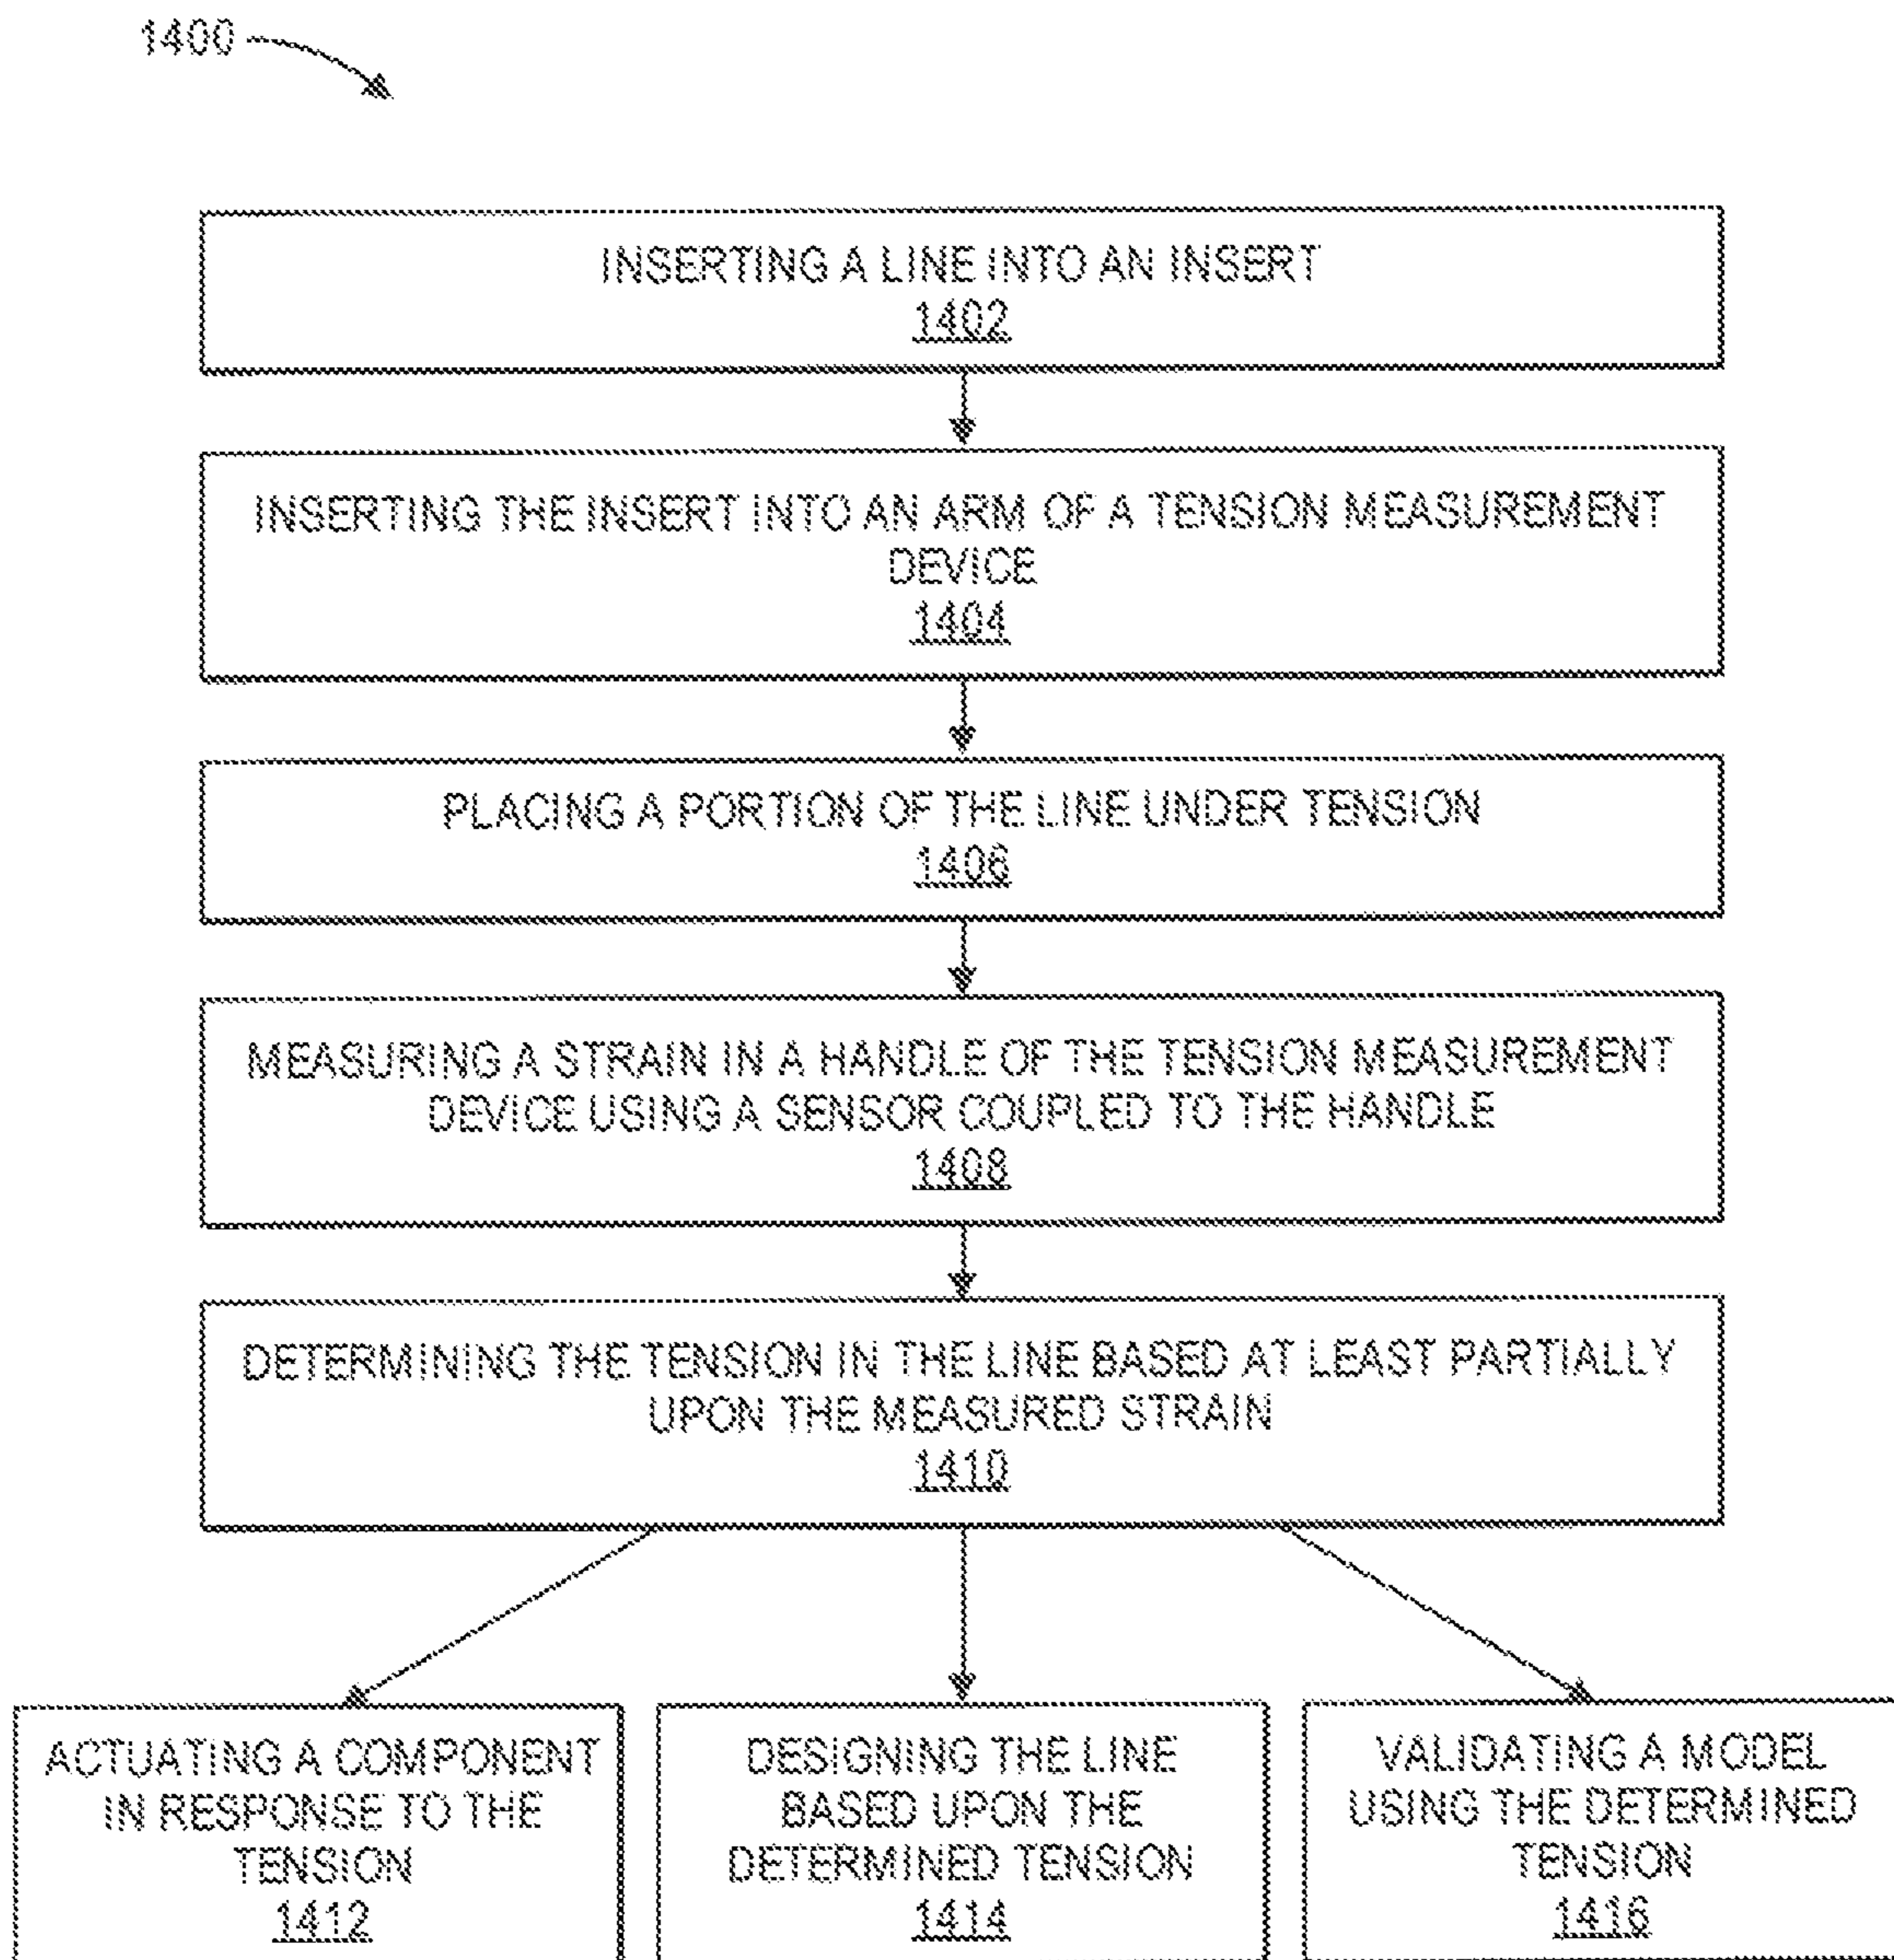 1400
INSERTING A LINE INTO AN INSERT
1402
INSERTING THE INSERT INTO AN ARM OF A TENSION MEASUREMENT
DEVICE
1404
PLACING A PORTION OF THE LINE UNDER TENSION
1406
MEASURING A STRAIN IN A HANDLE OF THE TENSION MEASUREMENT
DEVICE USING A SENSOR COUPLED TO THE HANDLE
1408
DETERMINING THE TENSION IN THE LINE BASED AT LEAST PARTIALLY
UPON THE MEASURED STRAIN
1410
ACTUATING A COMPONENT
IN RESPONSE TO THE
TENSION
1412
DESIGNING THE LINE
BASED UPON THE
DETERMINED TENSION
1414
VALIDATING A MODEL
USING THE DETERMINED
TENSION
1416